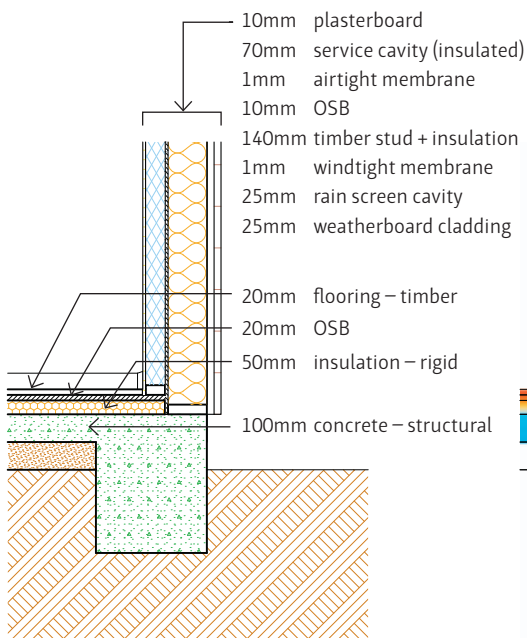 10mm plasterboard
70mm service cavity (insulated)
1mm airtight membrane
10mm OSB
140mm timber stud + insulation
1mm windtight membrane
25mm rain screen cavity
25mm weatherboard cladding
20mm flooring – timber
20mm OSB
50mm insulation – rigid
100mm concrete – structural